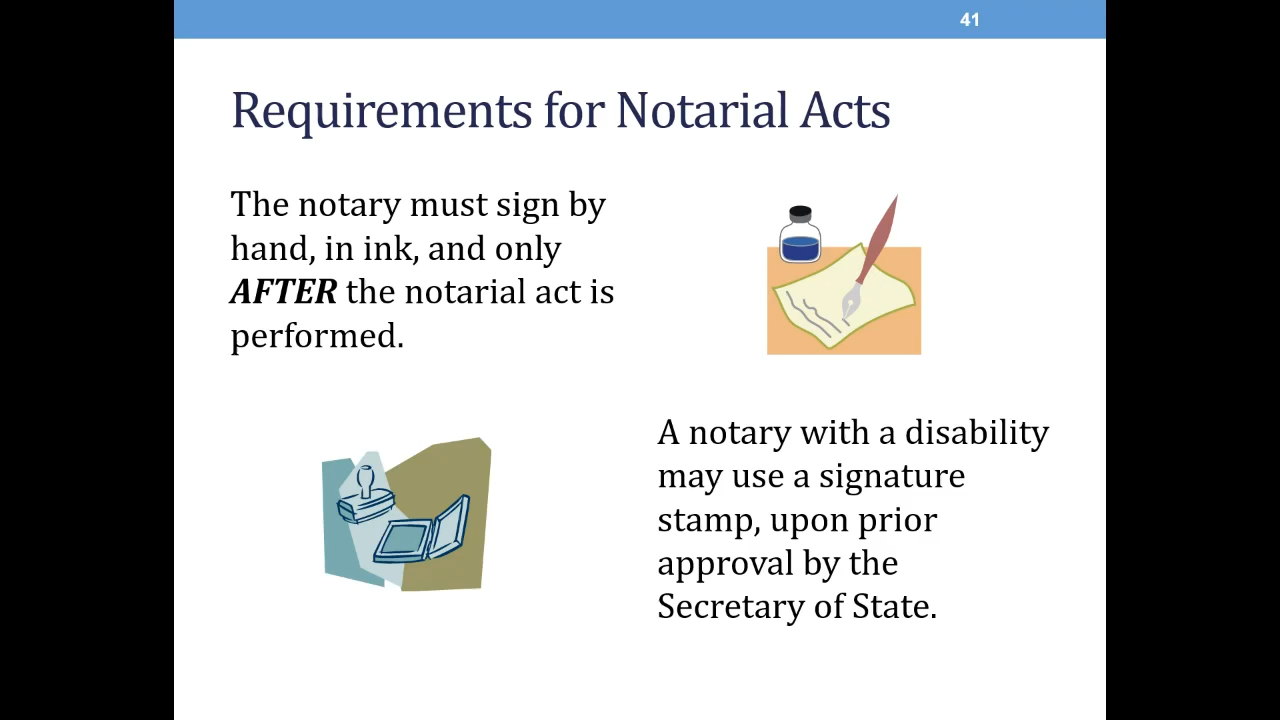 41
Requirements for Notarial Acts
The notary must sign by
hand, in ink, and only
AFTER the notarial act is
performed.
A notary with a disability
may use a signature
stamp, upon prior
approval by the
Secretary of State.